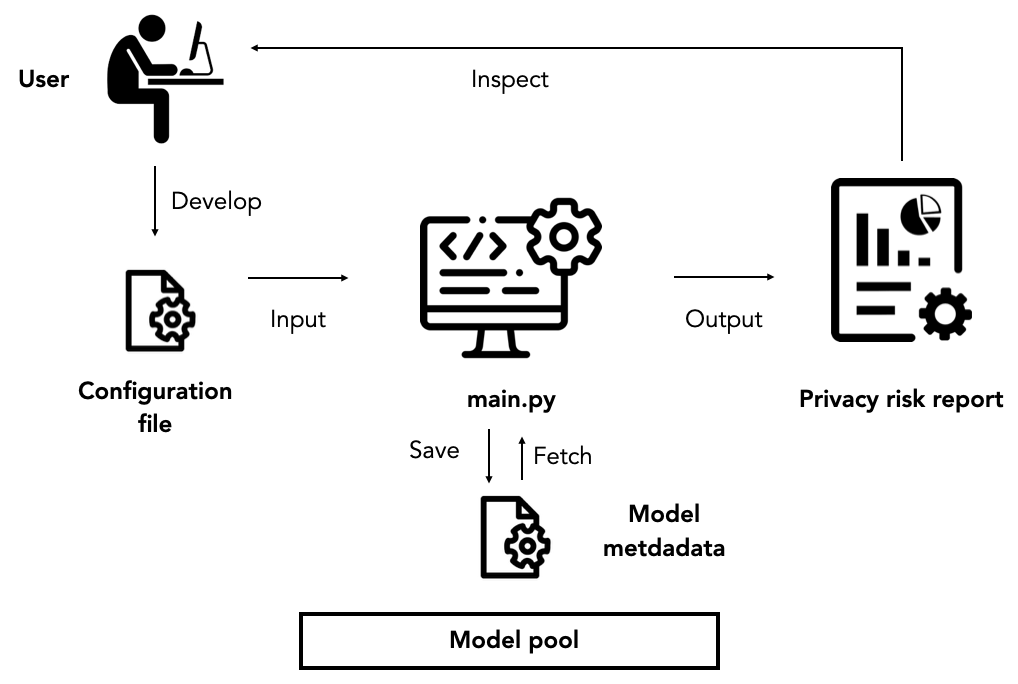 User
Inspect
Develop
Input
Output
Configuration
file
main.py
Privacy risk report
Save
Fetch
Model
metdadata
Model pool